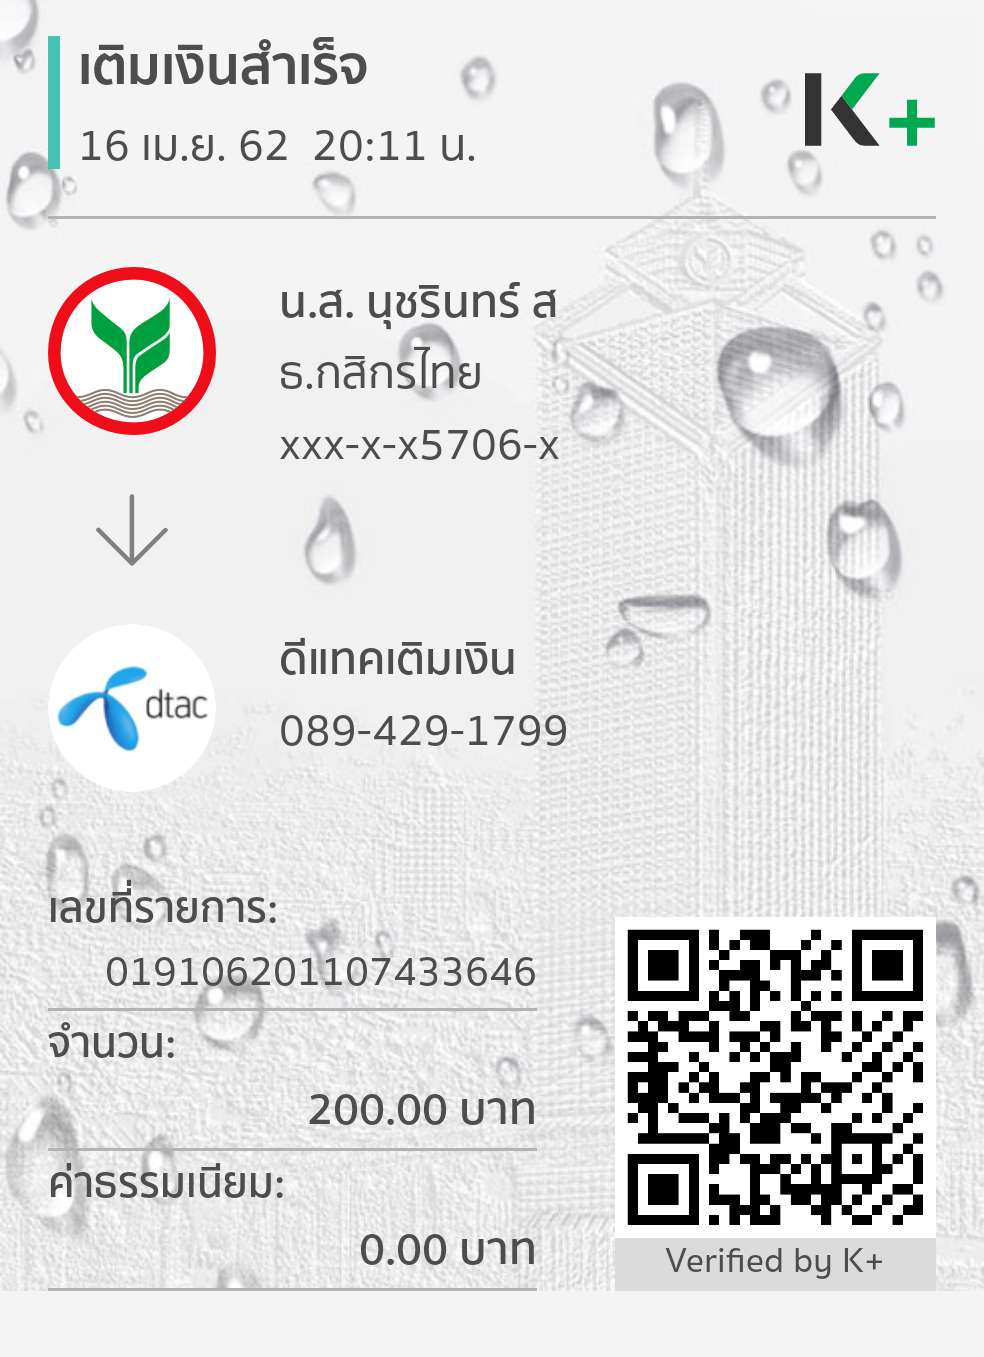 เติมเงินสำเร็จ
16 เม.ย. 62 20:11 น.
K+
น.ส. นุชรินทร์ ส
ธ.กสิกรไทย
xxx-x-x5706-x
dtac
ดีแทคเติมเงิน
089-429-1799
เลขที่รายการ:
019106201107433646
จำนวน:
200.00 บาท
ค่าธรรมเนียม:
0.00 บาท
Verified by K+